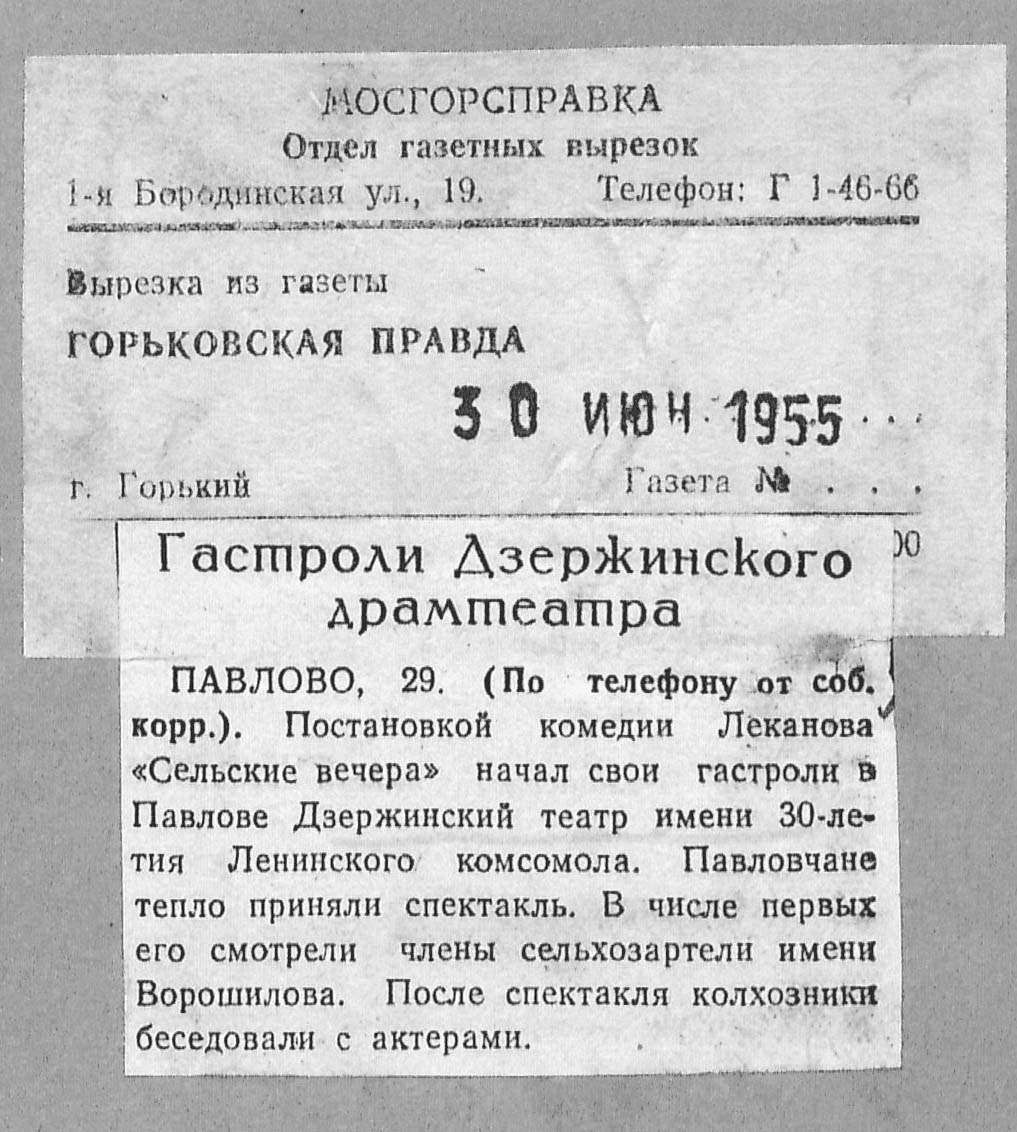 МОСГОРСПРАВКА
Отдел газетных вырезок
1-я Бородинская ул., 19. Телефон: Г 1-46-66
Вырезка из газеты
ГОРЬКОВСКАЯ ПРАВДА
30 ИЮН 1955 . . .
г. Горький Газета № . . .
00
Гастроли Дзержинского
драмтеатра
ПАВЛОВО, 29. (По телефону от соб.
корр.). Постановкой комедии Леканова
«Сельские вечера» начал свои гастроли в
Павлове Дзержинский театр имени 30-ле-
тия Ленинского комсомола. Павловчане
тепло приняли спектакль. В числе первых
его смотрели члены сельхозартели имени
Ворошилова. После спектакля колхозники
беседовали с актерами.